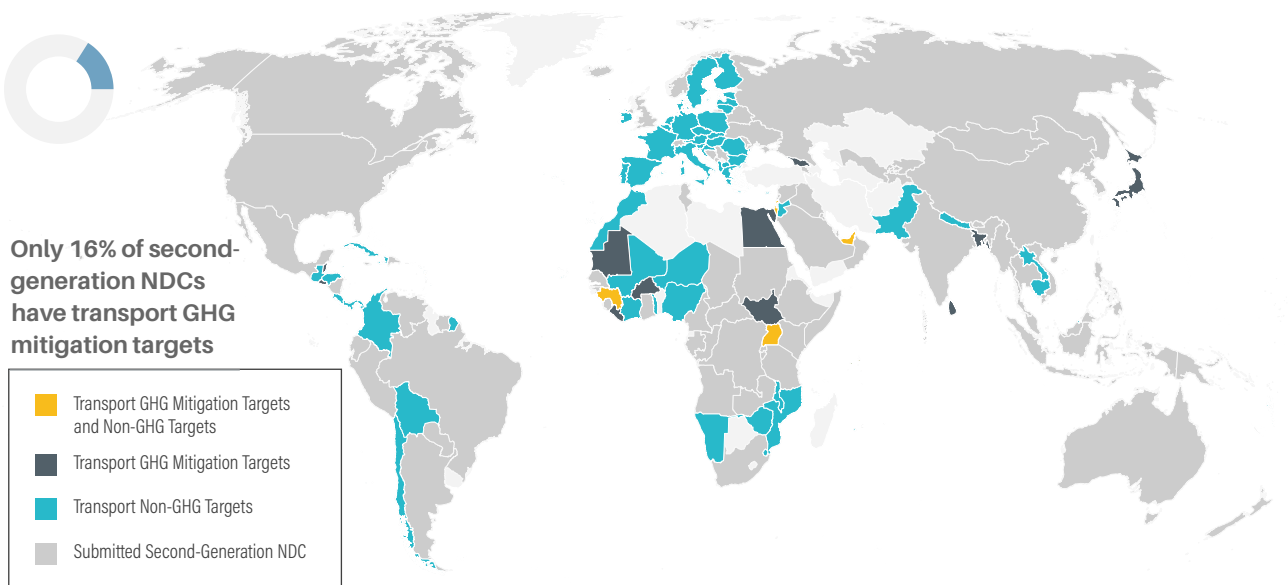 Only 16% of second-
generation NDCs
have transport GHG
mitigation targets
Transport GHG Mitigation Targets
and Non-GHG Targets
Transport GHG Mitigation Targets
Transport Non-GHG Targets
Submitted Second-Generation NDC